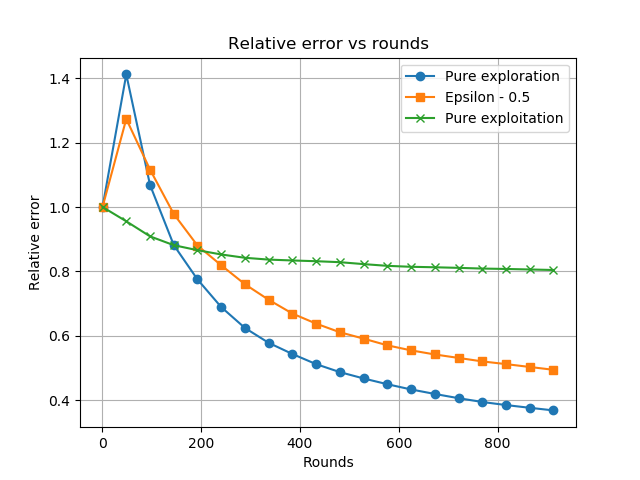 Relative error vs rounds
Pure exploration
Epsilon - 0.5
Pure exploitation
1.4
1.2
1.0
0.8
0.6
0.4
Relative error
0 200 400 600 800
Rounds